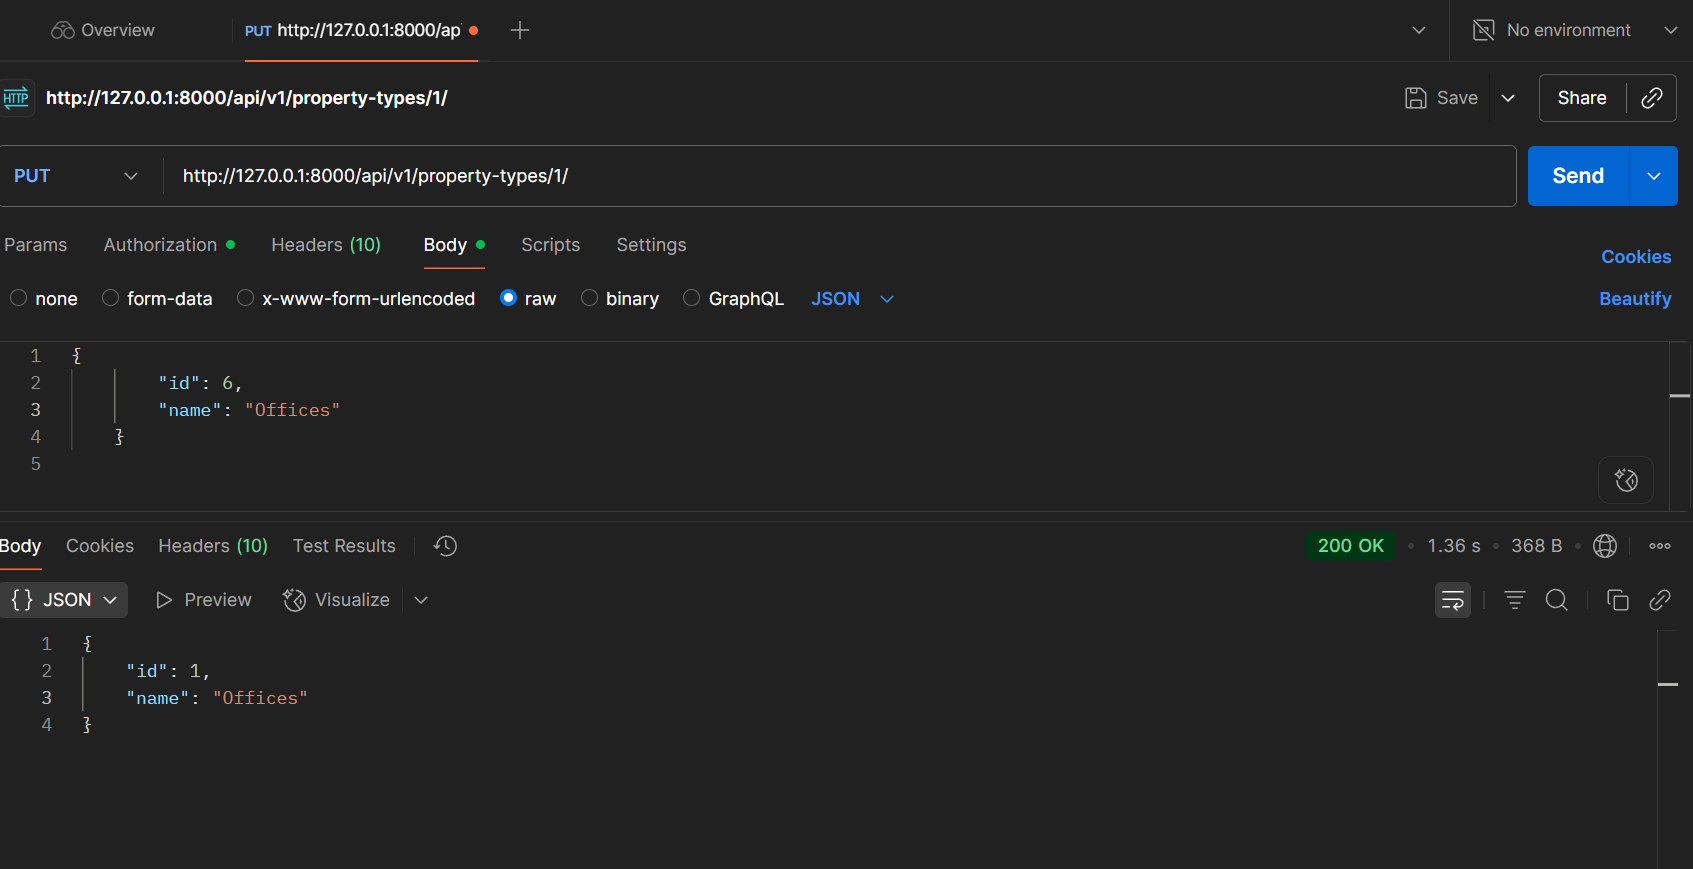 Overview
PUT http://127.0.0.1:8000/ap
No environment
HTTP http://127.0.0.1:8000/api/v1/property-types/1/
Save
Share
PUT
http://127.0.0.1:8000/api/v1/property-types/1/
Send
Params Authorization Headers (10) Body Scripts Settings
Cookies
none form-data x-www-form-urlencoded raw binary GraphQL JSON
Beautify
1 {
2 "id": 6,
3 "name": "Offices"
4 }
5
Body Cookies Headers (10) Test Results
200 OK • 1.36 s • 368 B
{} JSON Preview Visualize
1 {
2 "id": 1,
3 "name": "Offices"
4 }